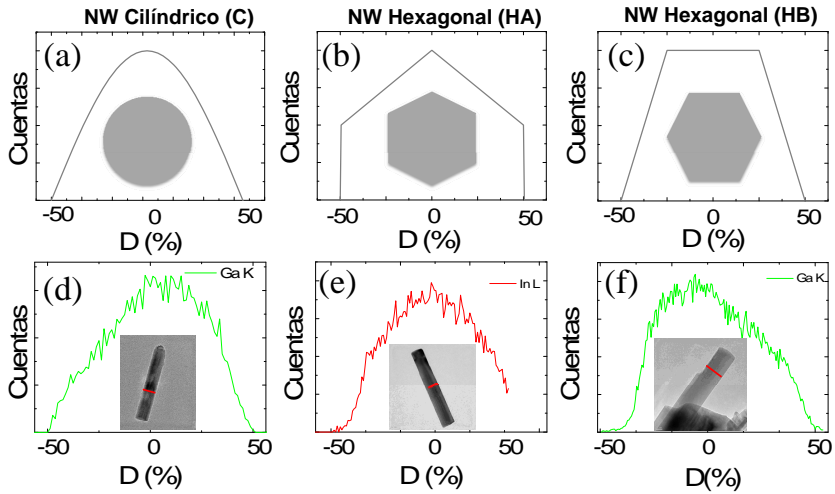 NW Cilíndrico (C)
NW Hexagonal (HA)
NW Hexagonal (HB)
(a)
(b)
(c)
Cuentas
Cuentas
Cuentas
-50 0 50
-50 0 50
-50 0 50
D (%)
D (%)
D (%)
(d)
Ga K
(e)
In L
(f)
Ga K
Cuentas
Cuentas
Cuentas
-50 0 50
-50 0 50
-50 0 50
D (%)
D (%)
D(%)